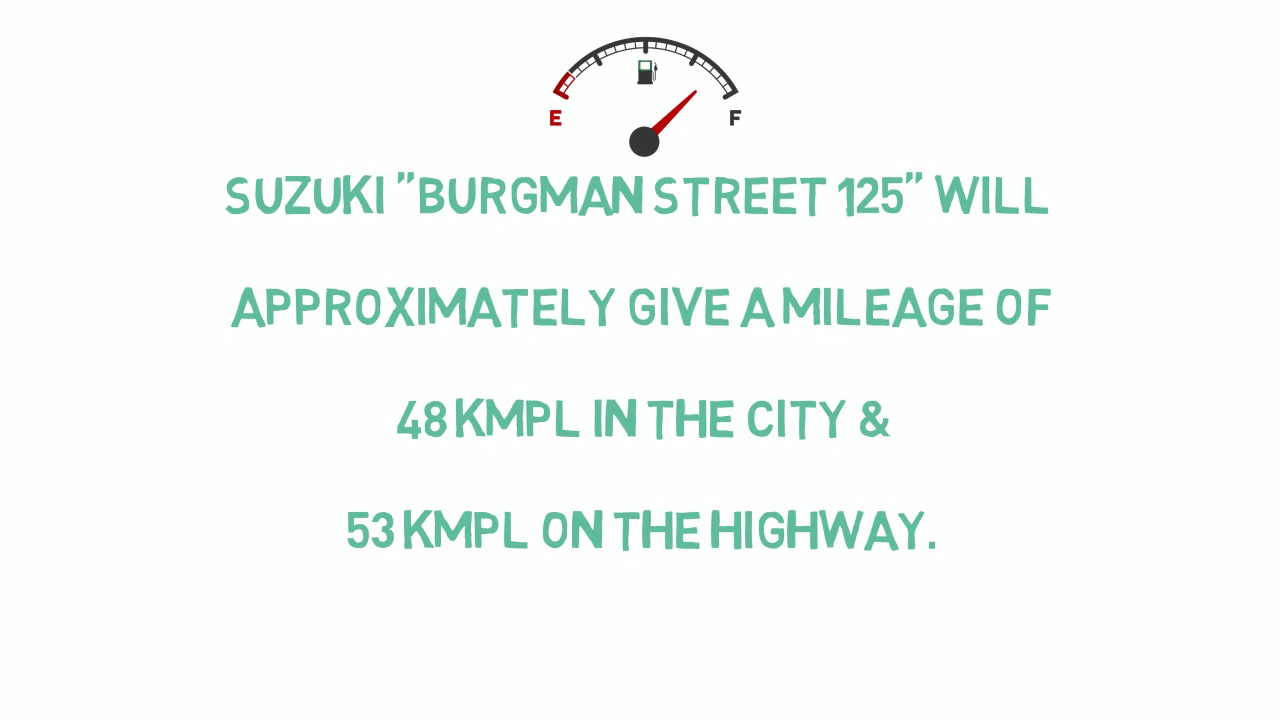 E F
SUZUKI "BURGMAN STREET 125" WILL
APPROXIMATELY GIVE A MILEAGE OF
48 KMPL IN THE CITY &
53 KMPL ON THE HIGHWAY.